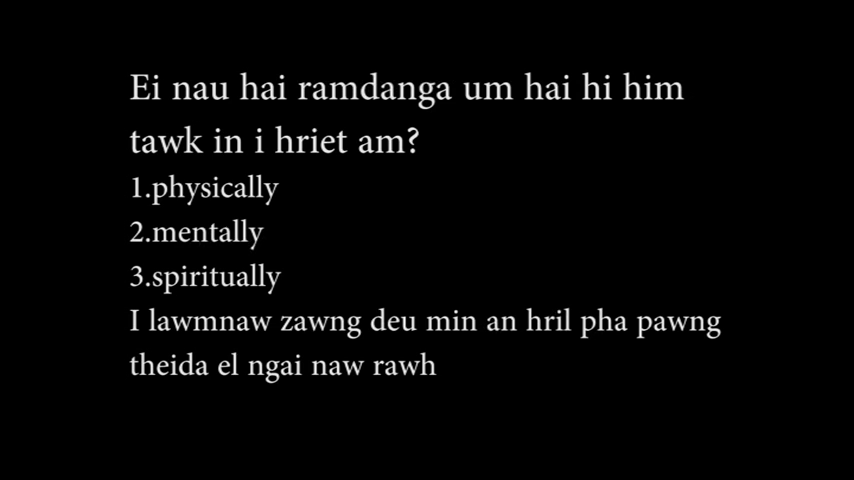 Ei nau hai ramdanga um hai hi him
tawk in i hriet am?
1.physically
2.mentally
3.spiritually
I lawmnaw zawng deu min an hril pha pawng
theida el ngai naw rawh